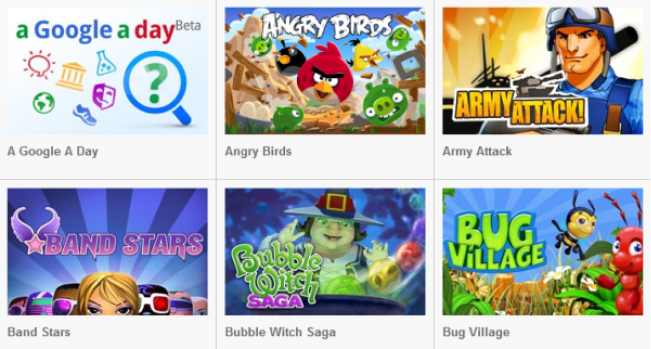 a Google a day Beta
?
A Google A Day
ANGRY BIRDS
Angry Birds
ARMY ATTACK!
Army Attack
BAND STARS
Band Stars
Bubble Witch
SAGA
Bubble Witch Saga
BUG
VILLAGE
Bug Village